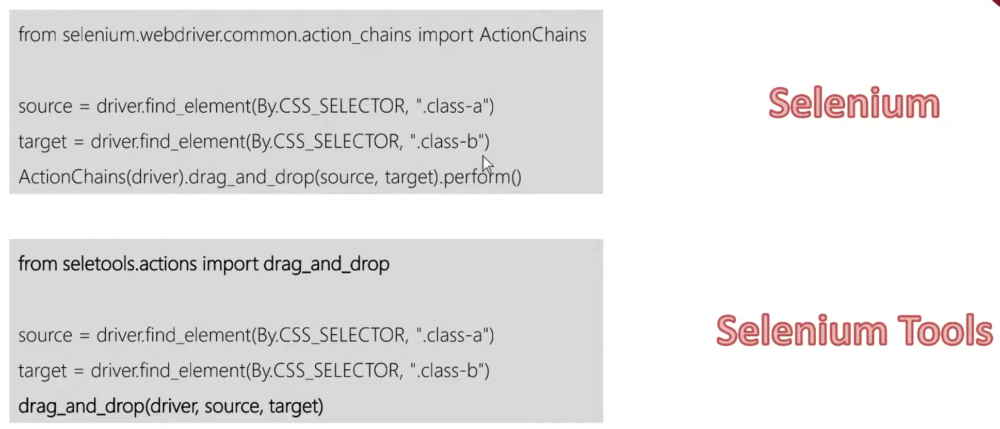 from selenium.webdriver.common.action_chains import ActionChains
source = driver.find_element(By.CSS_SELECTOR, ".class-a")
target = driver.find_element(By.CSS_SELECTOR, ".class-b")
ActionChains(driver).drag_and_drop(source, target).perform()
Selenium
from seletools.actions import drag_and_drop
source = driver.find_element(By.CSS_SELECTOR, ".class-a")
target = driver.find_element(By.CSS_SELECTOR, ".class-b")
drag_and_drop(driver, source, target)
Selenium Tools